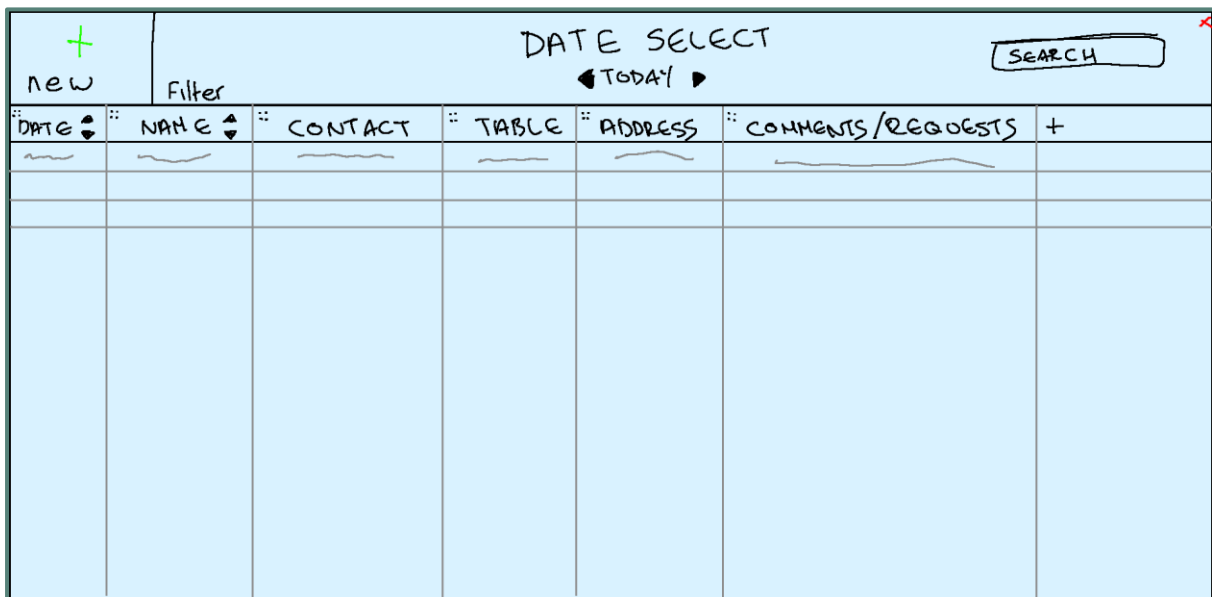 +
DATE SELECT
new
Filter
TODAY
SEARCH
x
DATE NAME CONTACT TABLE ADDRESS COMMENTS/REQUESTS +